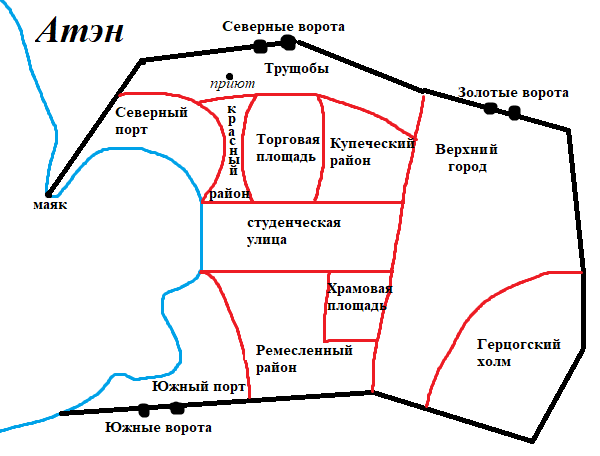 Атэн
Северные ворота
Трущобы
приют
Золотые ворота
Северный
порт
красный
район
Торговая
площадь
Купеческий
район
Верхний
город
маяк
студенческая
улица
Храмовая
площадь
Герцогский
холм
Ремесленный
район
Южный порт
Южные ворота